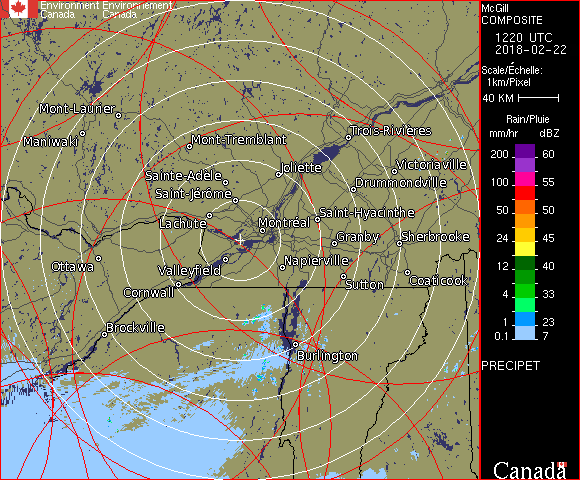 Environment Environnement
Canada Canada
McGill
COMPOSITE
1220 UTC
2018-02-22
Scale/Échelle:
1km/Pixel
40 KM
Rain/Pluie
mm/hr dBZ
200 60
155
100 55
50 50
24 45
12 40
4 33
1 23
0.1 7
PRECIPET
Canada
Mont-Laurier
Maniwaki
Mont-Tremblant
Trois-Rivières
Joliette
Victoriaville
Sainte-Adèle
Saint-Jérôme
Drummondville
Lachute
Montréal
Saint-Hyacinthe
Granby
Sherbrooke
Ottawa
Valleyfield
Napierville
Cornwall
Sutton
Coaticook
Brockville
Burlington